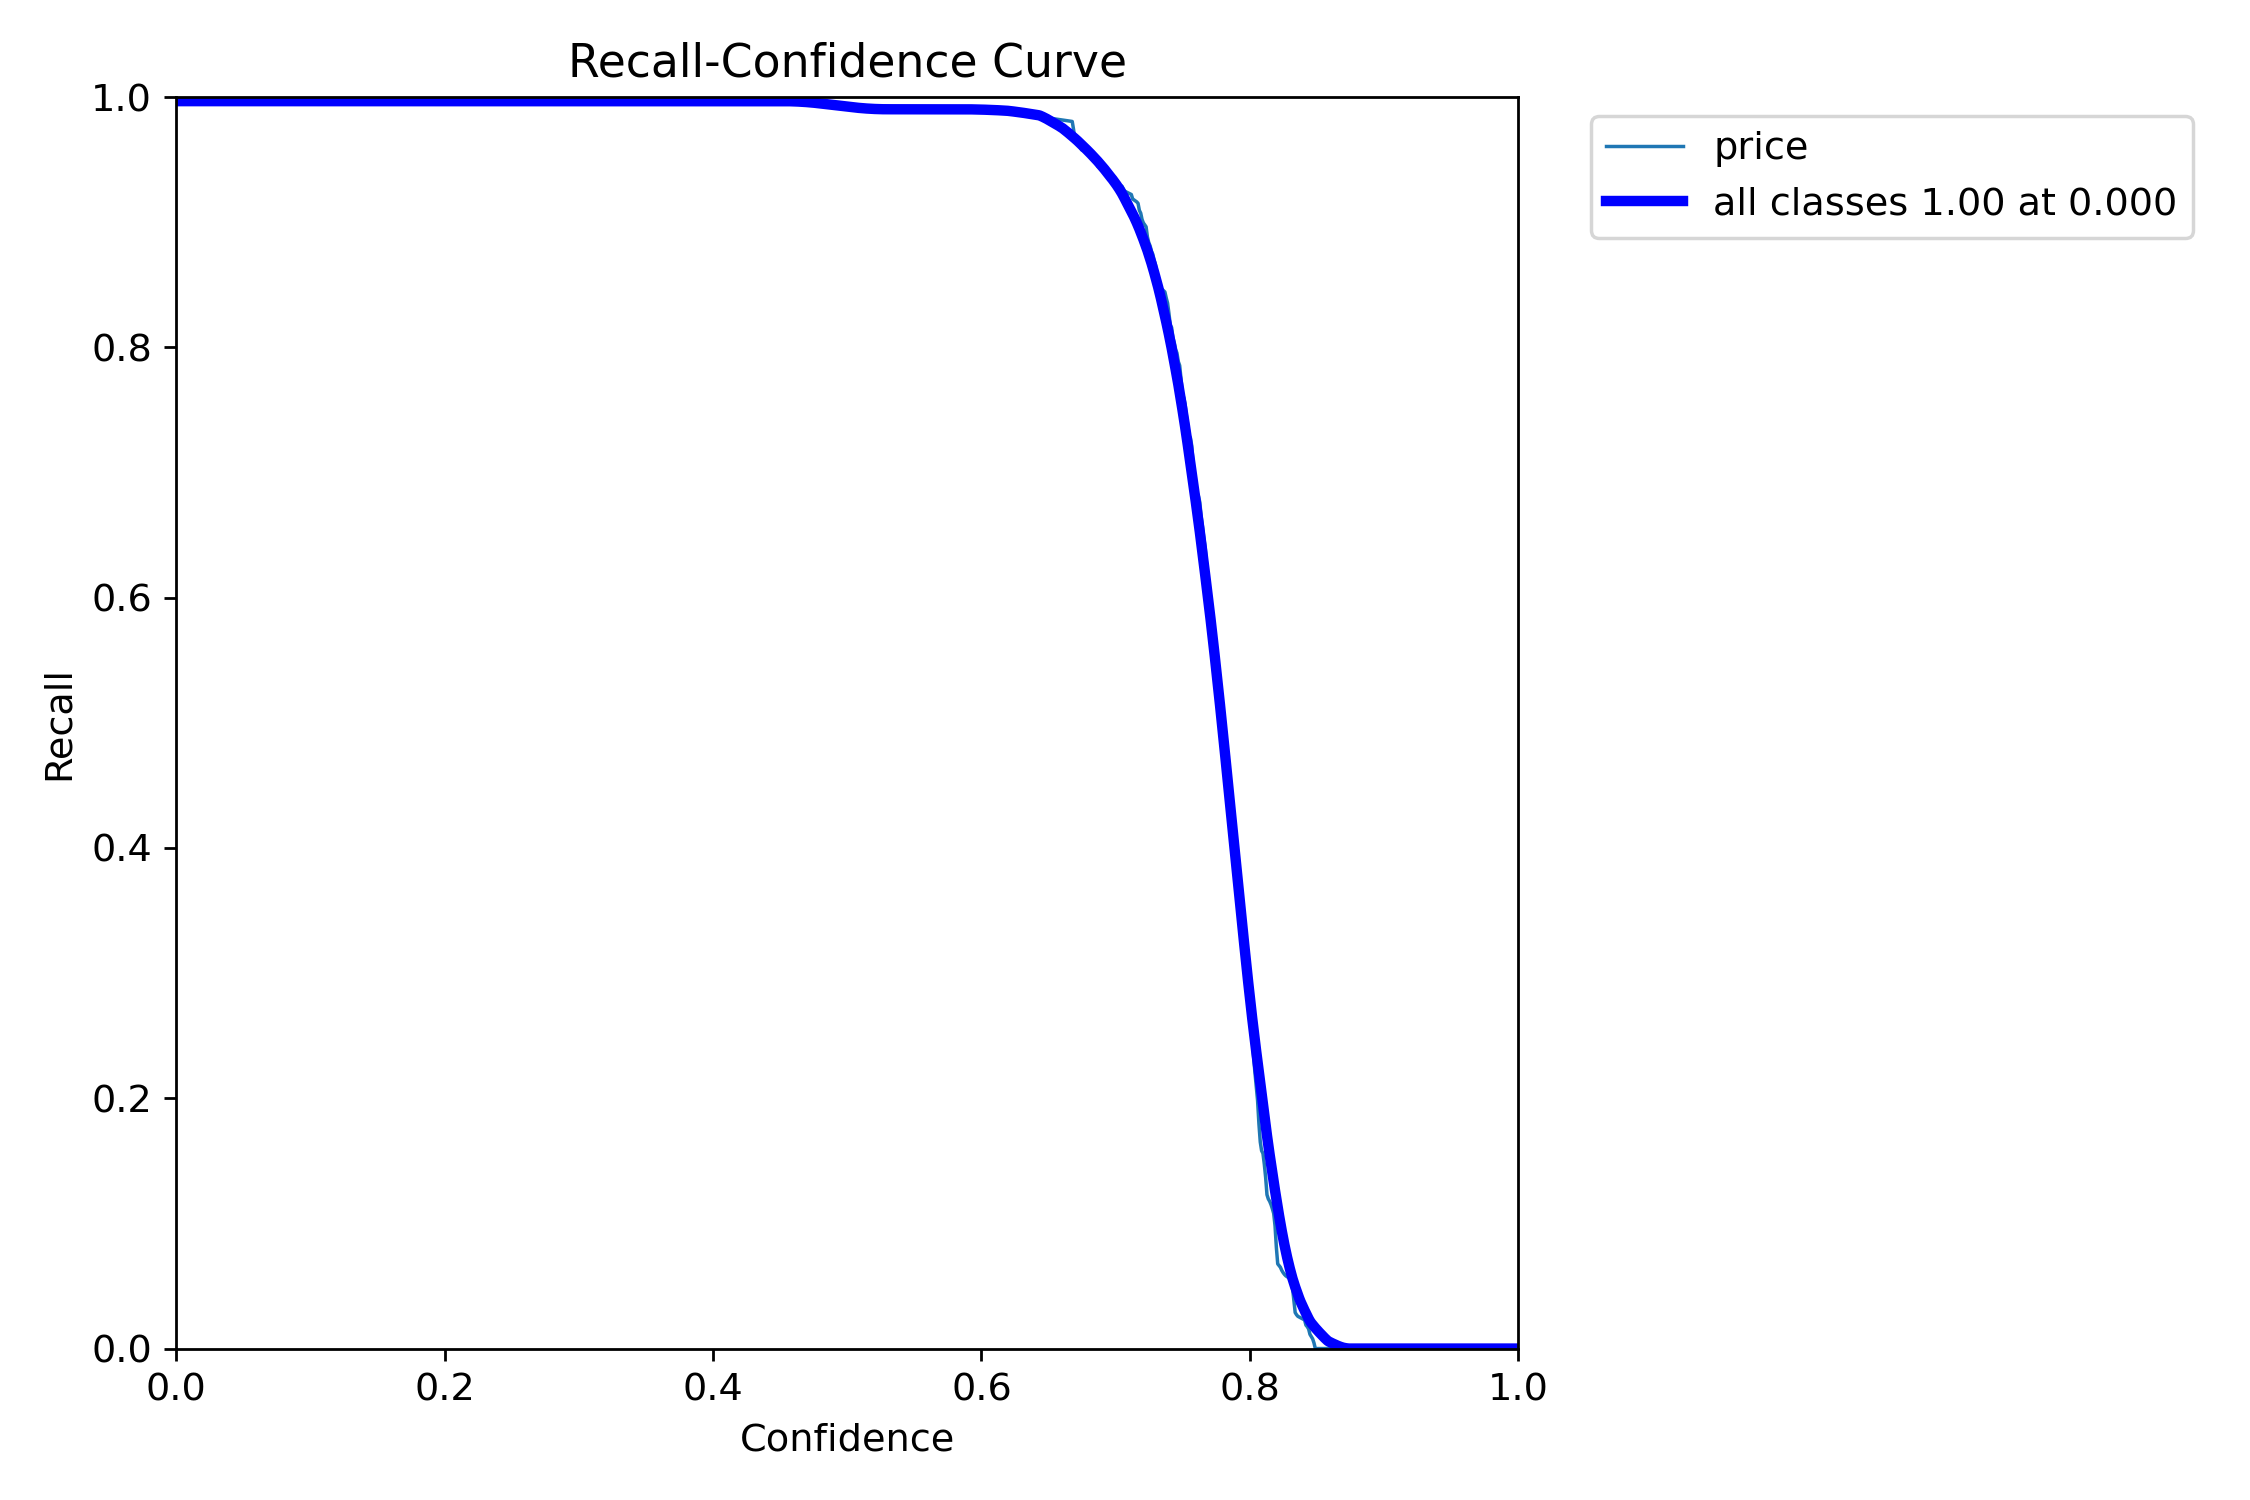 Recall-Confidence Curve
1.0
0.8
0.6
0.4
0.2
0.0
Recall
0.0 0.2 0.4 0.6 0.8 1.0
Confidence
price
all classes 1.00 at 0.000